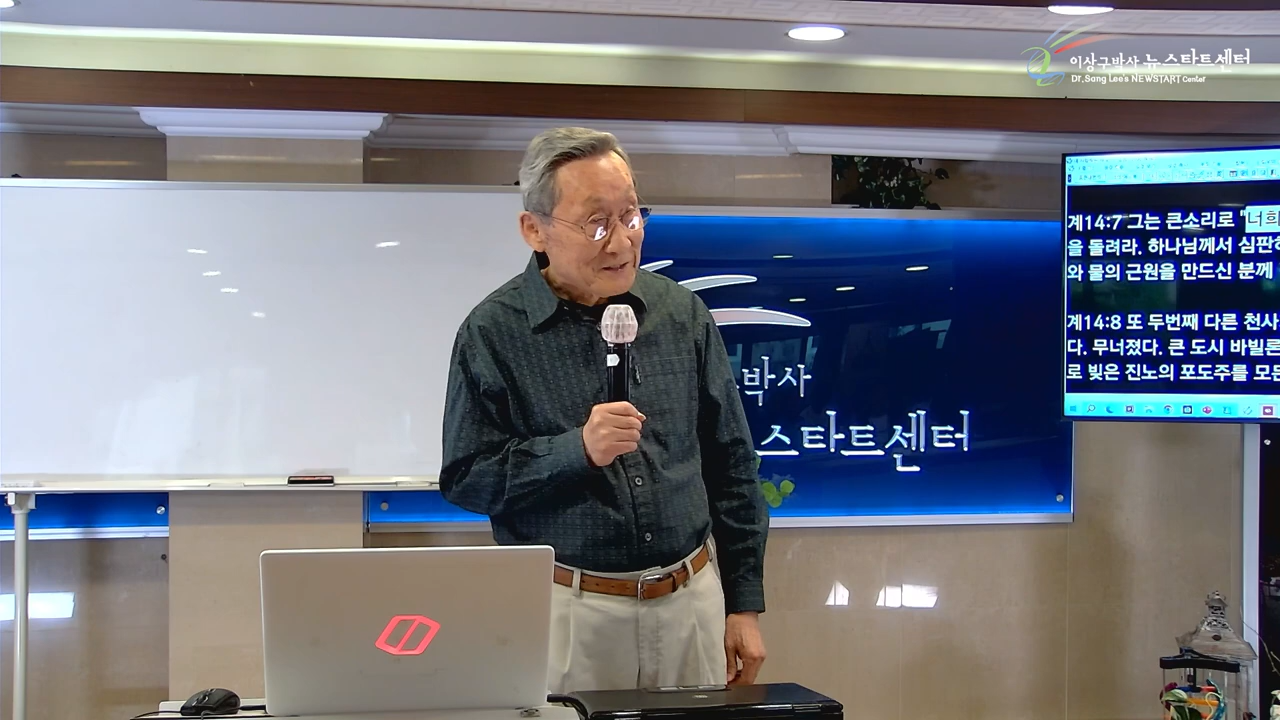 이상구박사 뉴스타트센터
Dr. Sang Lee's NEWSTART Center
계14:7 그는 큰소리로 "너희
을 돌려라. 하나님께서 심판하
와 물의 근원을 만드신 분께
계14:8 또 두번째 다른 천사
다. 무너졌다. 큰 도시 바빌론
로 빚은 진노의 포도주를 모든
박사
스타트센터